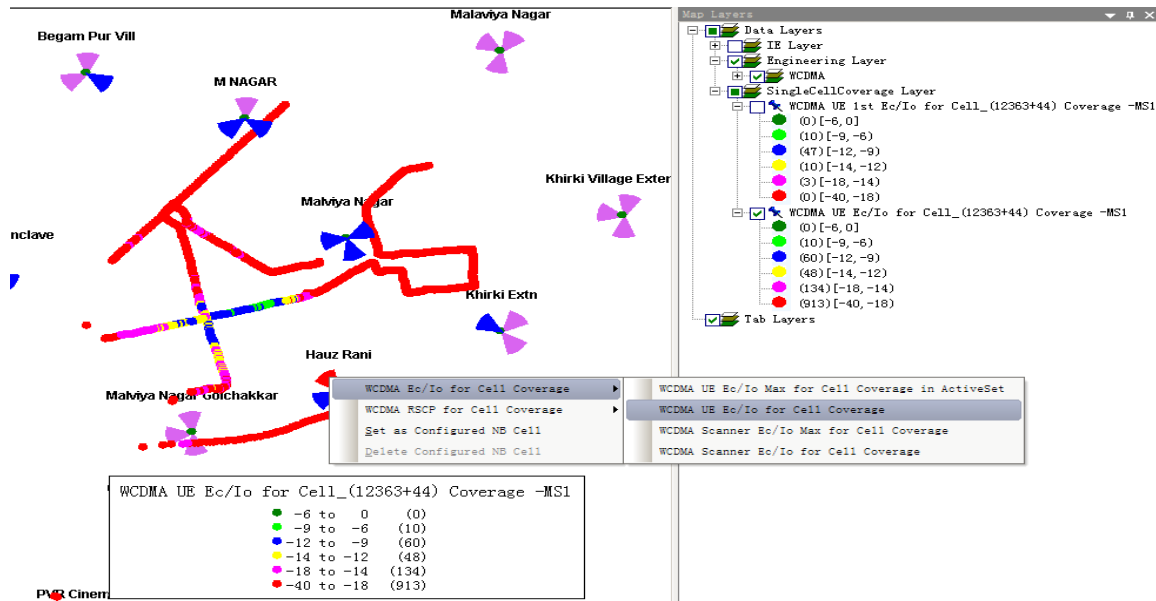 Malaviya Nagar
Begam Pur Vill
M NAGAR
Khirki Village Exter
Malviya Nagar
nclave
Khirki Extn
Hauz Rani
Malviya Nagar Golchakkar
PVR Cinem
WCDMA Ec/Io for Cell Coverage
WCDMA RSCP for Cell Coverage
Set as Configured NB Cell
Delete Configured NB Cell
WCDMA UE Ec/Io Max for Cell Coverage in ActiveSet
WCDMA UE Ec/Io for Cell Coverage
WCDMA Scanner Ec/Io Max for Cell Coverage
WCDMA Scanner Ec/Io for Cell Coverage
WCDMA UE Ec/Io for Cell_(12363+44) Coverage -MS1
-6 to 0 (0)
-9 to -6 (10)
-12 to -9 (60)
-14 to -12 (48)
-18 to -14 (134)
-40 to -18 (913)
Map Layers
Data Layers
IE Layer
Engineering Layer
WCDMA
SingleCellCoverage Layer
WCDMA UE 1st Ec/Io for Cell_(12363+44) Coverage -MS1
(0)[-6,0]
(10)[-9,-6)
(47)[-12,-9)
(10)[-14,-12)
(3)[-18,-14)
(0)[-40,-18)
WCDMA UE Ec/Io for Cell_(12363+44) Coverage -MS1
(0)[-6,0]
(10)[-9,-6)
(60)[-12,-9)
(48)[-14,-12)
(134)[-18,-14)
(913)[-40,-18)
Tab Layers